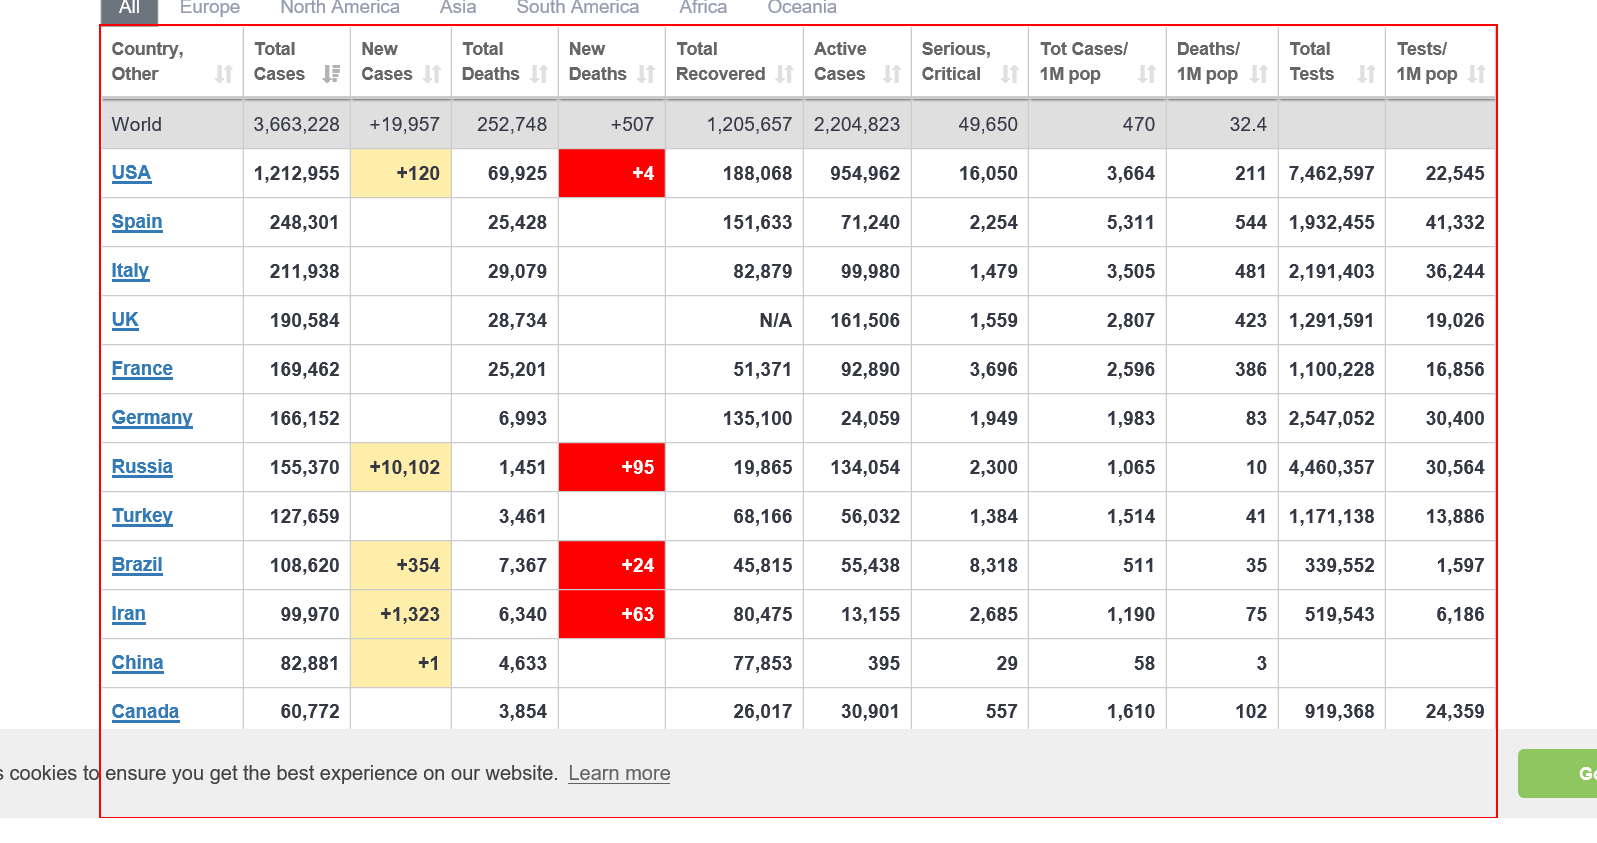 All Europe North America Asia South America Africa Oceania
Country, Other Total Cases New Cases Total Deaths New Deaths Total Recovered Active Cases Serious, Critical Tot Cases/ 1M pop Deaths/ 1M pop Total Tests Tests/ 1M pop
World 3,663,228 +19,957 252,748 +507 1,205,657 2,204,823 49,650 470 32.4
USA 1,212,955 +120 69,925 +4 188,068 954,962 16,050 3,664 211 7,462,597 22,545
Spain 248,301 25,428 151,633 71,240 2,254 5,311 544 1,932,455 41,332
Italy 211,938 29,079 82,879 99,980 1,479 3,505 481 2,191,403 36,244
UK 190,584 28,734 N/A 161,506 1,559 2,807 423 1,291,591 19,026
France 169,462 25,201 51,371 92,890 3,696 2,596 386 1,100,228 16,856
Germany 166,152 6,993 135,100 24,059 1,949 1,983 83 2,547,052 30,400
Russia 155,370 +10,102 1,451 +95 19,865 134,054 2,300 1,065 10 4,460,357 30,564
Turkey 127,659 3,461 68,166 56,032 1,384 1,514 41 1,171,138 13,886
Brazil 108,620 +354 7,367 +24 45,815 55,438 8,318 511 35 339,552 1,597
Iran 99,970 +1,323 6,340 +63 80,475 13,155 2,685 1,190 75 519,543 6,186
China 82,881 +1 4,633 77,853 395 29 58 3
Canada 60,772 3,854 26,017 30,901 557 1,610 102 919,368 24,359
s cookies to ensure you get the best experience on our website. Learn more